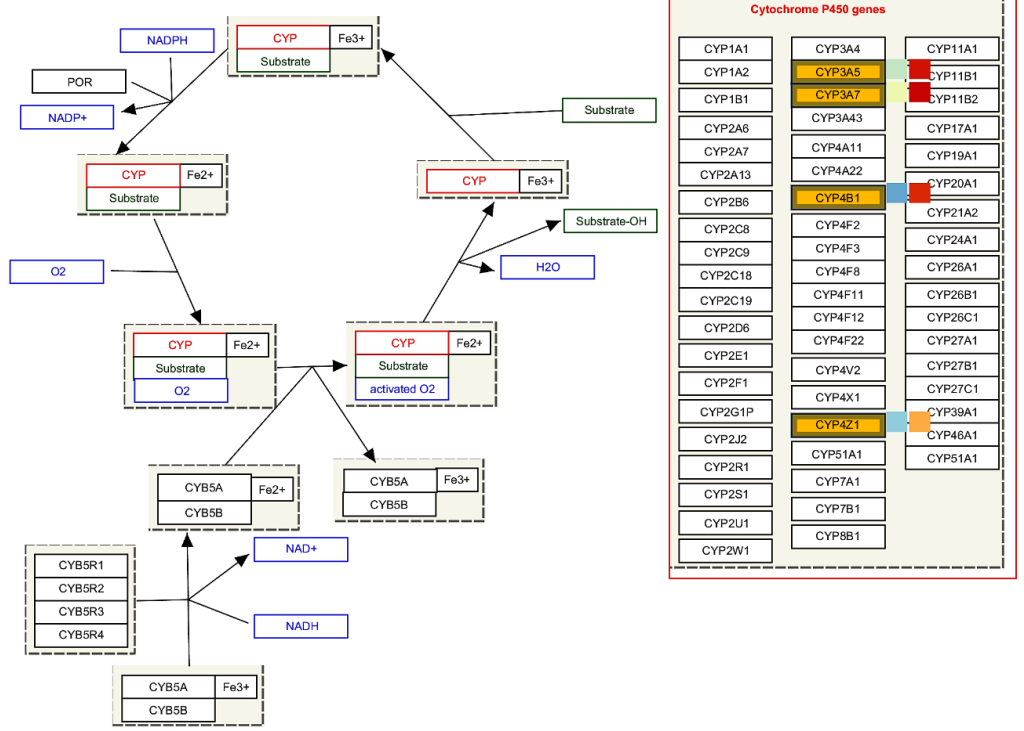 Cytochrome P450 genes
NADPH
POR
NADP+
CYP Fe3+
Substrate
Substrate
CYP Fe2+
Substrate
CYP Fe3+
Substrate-OH
H2O
O2
CYP Fe2+
Substrate
O2
CYP Fe2+
Substrate
activated O2
CYB5A Fe2+
CYB5B
CYB5A Fe3+
CYB5B
NAD+
CYB5R1
CYB5R2
CYB5R3
CYB5R4
NADH
CYB5A Fe3+
CYB5B
CYP1A1
CYP1A2
CYP1B1
CYP2A6
CYP2A7
CYP2A13
CYP2B6
CYP2C8
CYP2C9
CYP2C18
CYP2C19
CYP2D6
CYP2E1
CYP2F1
CYP2G1P
CYP2J2
CYP2R1
CYP2S1
CYP2U1
CYP2W1
CYP3A4
CYP3A5
CYP3A7
CYP3A43
CYP4A11
CYP4A22
CYP4B1
CYP4F2
CYP4F3
CYP4F8
CYP4F11
CYP4F12
CYP4F22
CYP4V2
CYP4X1
CYP4Z1
CYP51A1
CYP7A1
CYP7B1
CYP8B1
CYP11A1
CYP11B1
CYP11B2
CYP17A1
CYP19A1
CYP20A1
CYP21A2
CYP24A1
CYP26A1
CYP26B1
CYP26C1
CYP27A1
CYP27B1
CYP27C1
CYP39A1
CYP46A1
CYP51A1